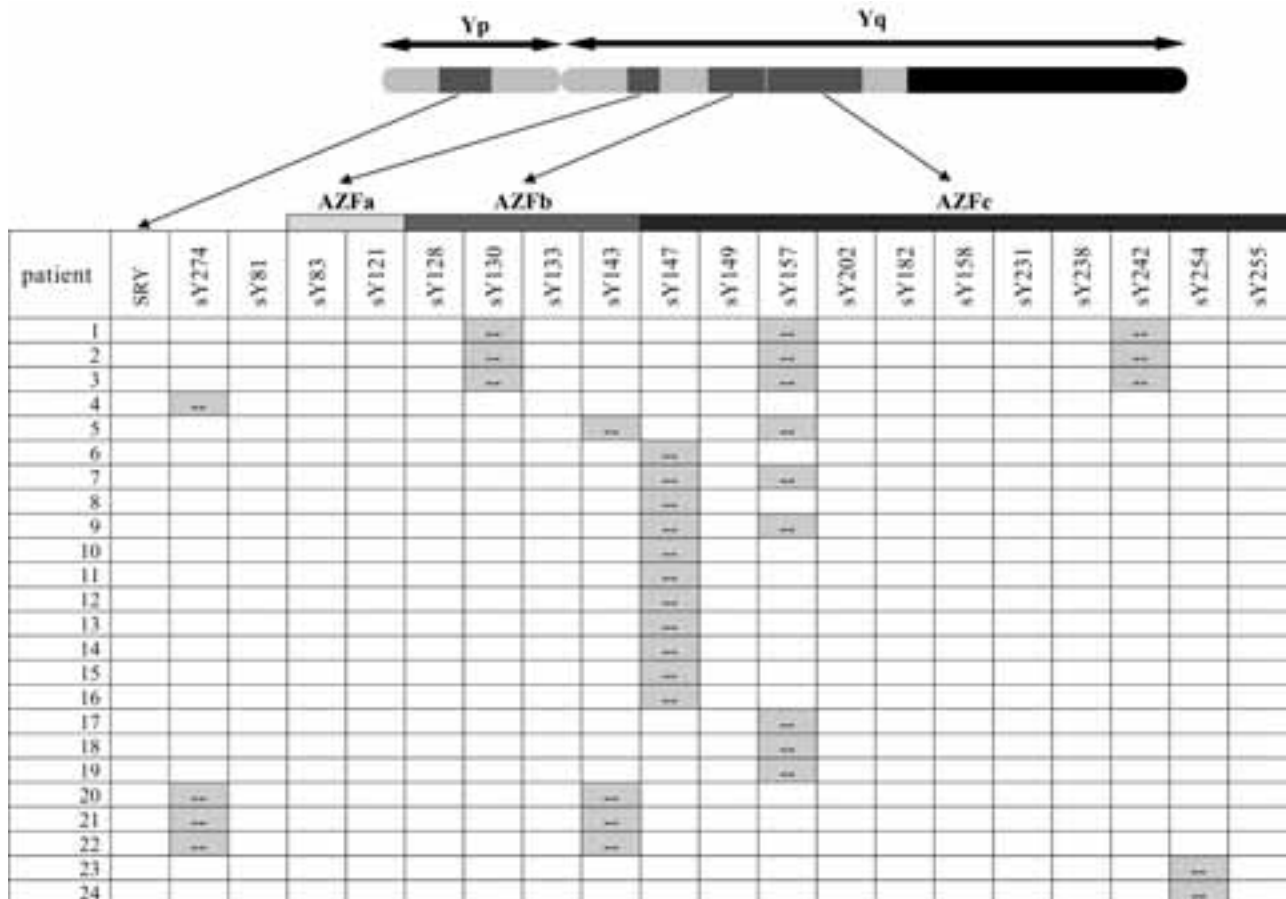 Yp Yq
AZFa AZFb AZFc
patient SRY sY274 sY81 sY83 sY121 sY128 sY130 sY133 sY143 sY147 sY149 sY157 sY202 sY182 sY158 sY231 sY238 sY242 sY254 sY255
1 -- -- --
2 -- -- --
3 -- -- --
4 --
5 -- --
6 --
7 -- --
8 --
9 -- --
10 --
11 --
12 --
13 --
14 --
15 --
16 --
17 --
18 --
19 --
20 -- --
21 -- --
22 -- --
23 --
24 --